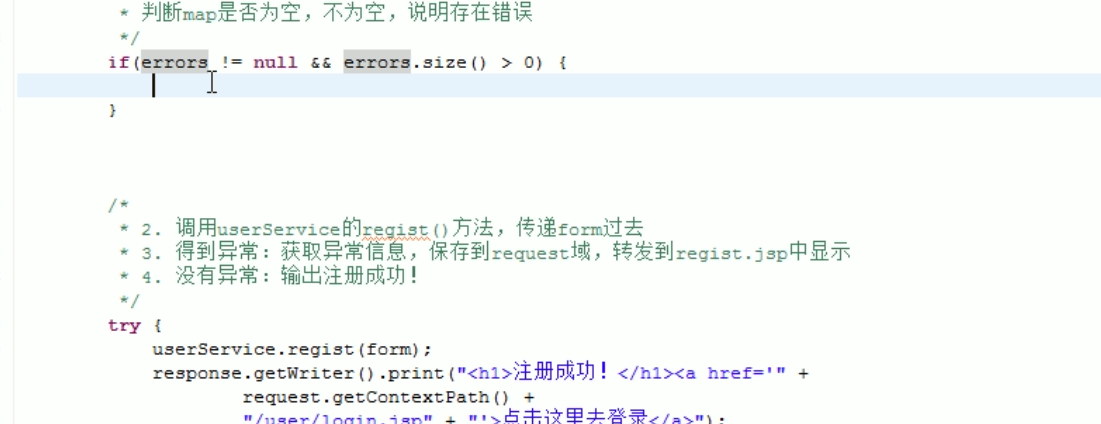 * 判断map是否为空，不为空，说明存在错误
*/
if(errors != null && errors.size() > 0) {
}
/*
* 2. 调用userService的regist()方法，传递form过去
* 3. 得到异常：获取异常信息，保存到request域，转发到regist.jsp中显示
* 4. 没有异常：输出注册成功！
*/
try {
userService.regist(form);
response.getWriter().print("<h1>注册成功！</h1><a href='" +
request.getContextPath() +
"/user/login.jsp" + "'>点击这里去登录</a>");